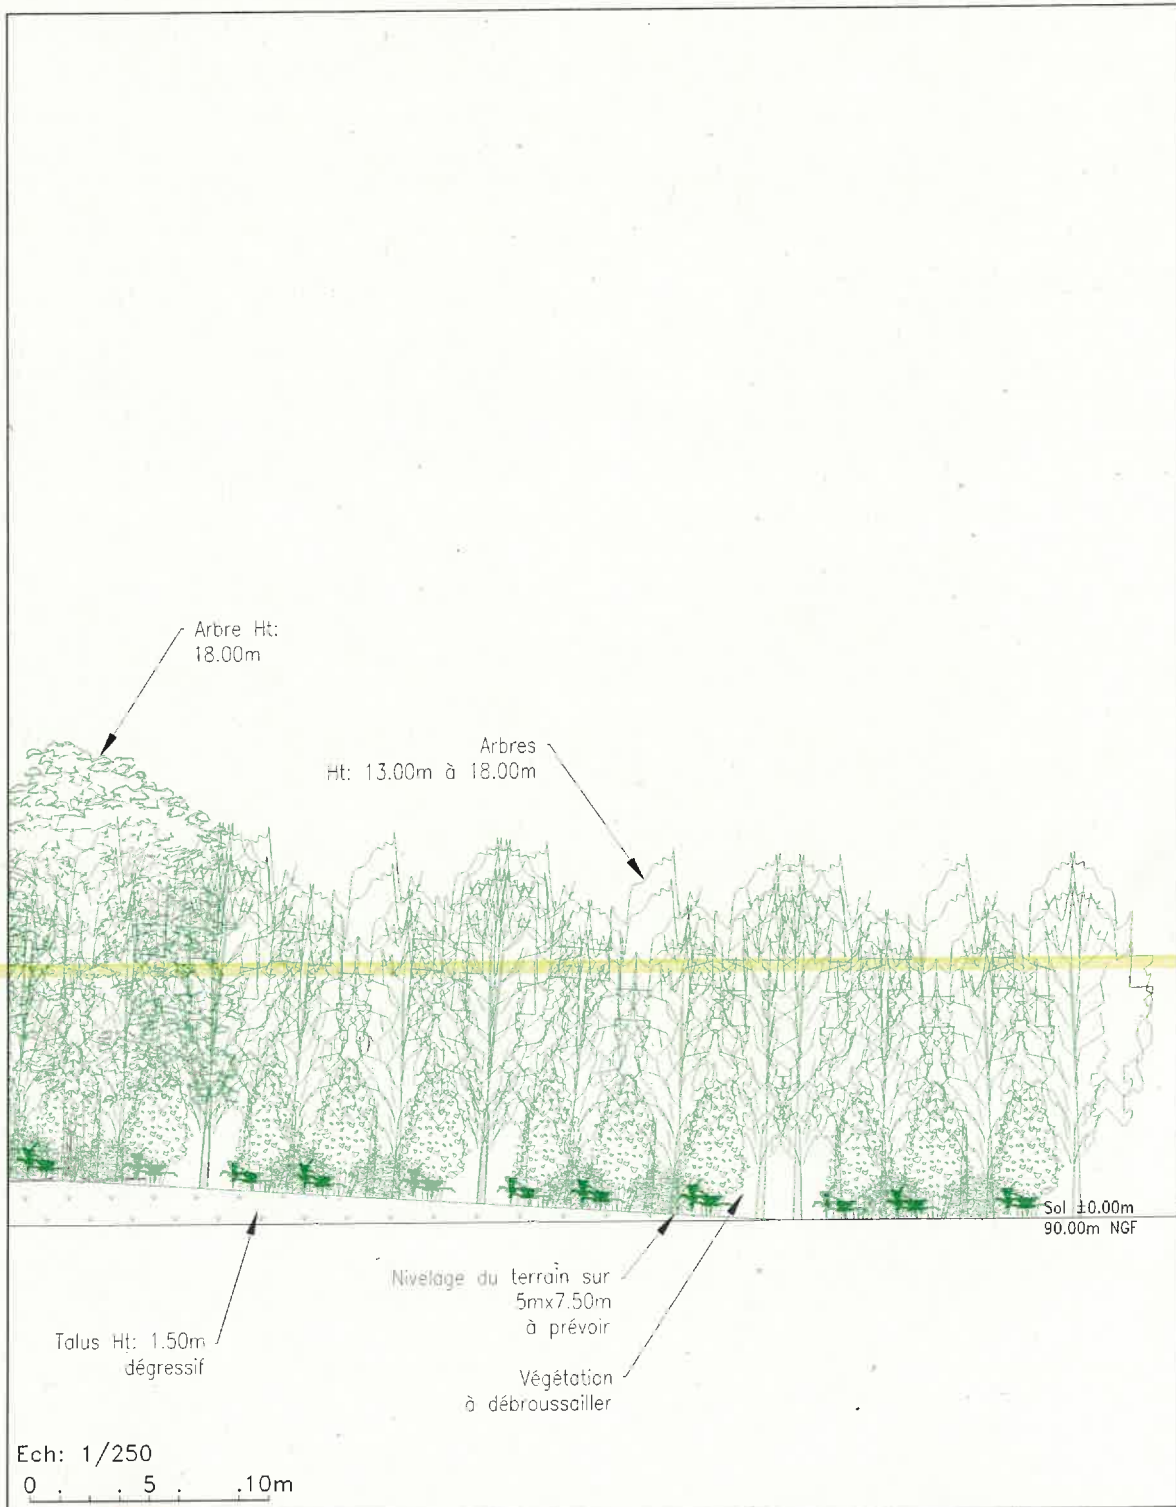 Arbre Ht:
18.00m
Arbres
Ht: 13.00m à 18.00m
Sol ±0.00m
90.00m NGF
Nivelage du terrain sur
5mx7.50m
à prévoir
Talus Ht: 1.50m
dégressif
Végétation
à débroussailler
Ech: 1/250
0 . . 5 . .10m